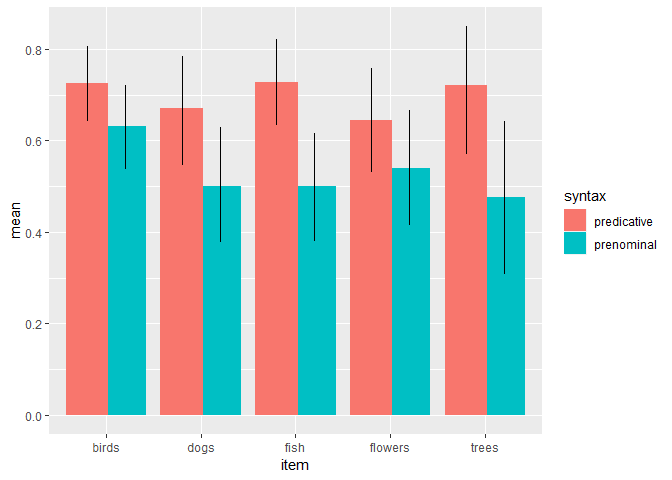 0.8
0.6
0.4
0.2
0.0
mean
birds
dogs
fish
flowers
trees
item
syntax
predicative
prenominal